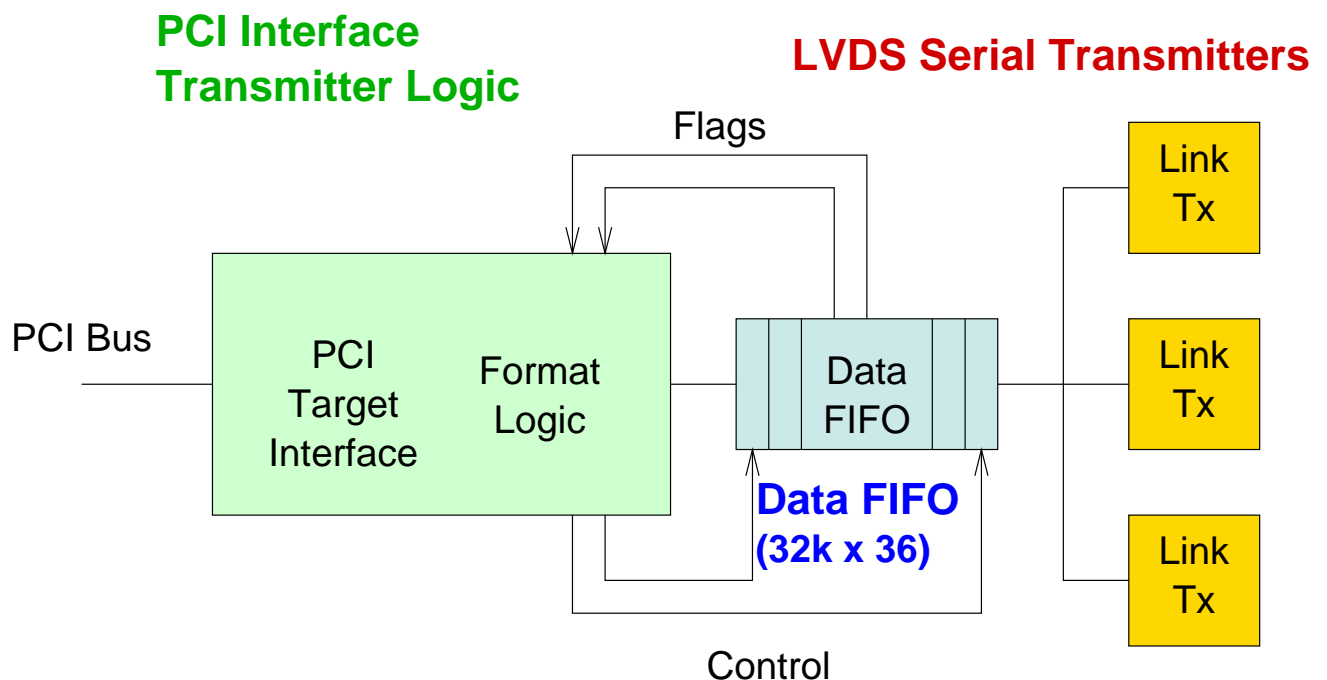 PCI Interface
Transmitter Logic
LVDS Serial Transmitters
Flags
Link
Tx
PCI Bus
PCI
Target
Interface
Format
Logic
Data
FIFO
Link
Tx
Data FIFO
(32k x 36)
Link
Tx
Control